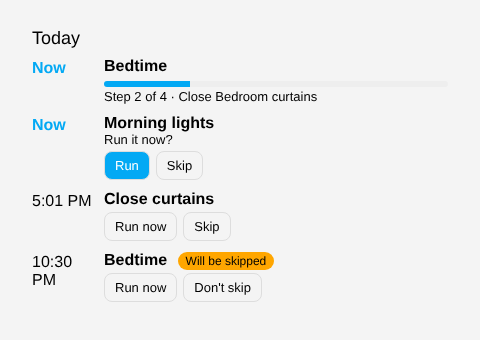 Today
Now
Bedtime
Step 2 of 4 · Close Bedroom curtains
Now
Morning lights
Run it now?
Run
Skip
5:01 PM
Close curtains
Run now
Skip
10:30
PM
Bedtime
Will be skipped
Run now
Don't skip